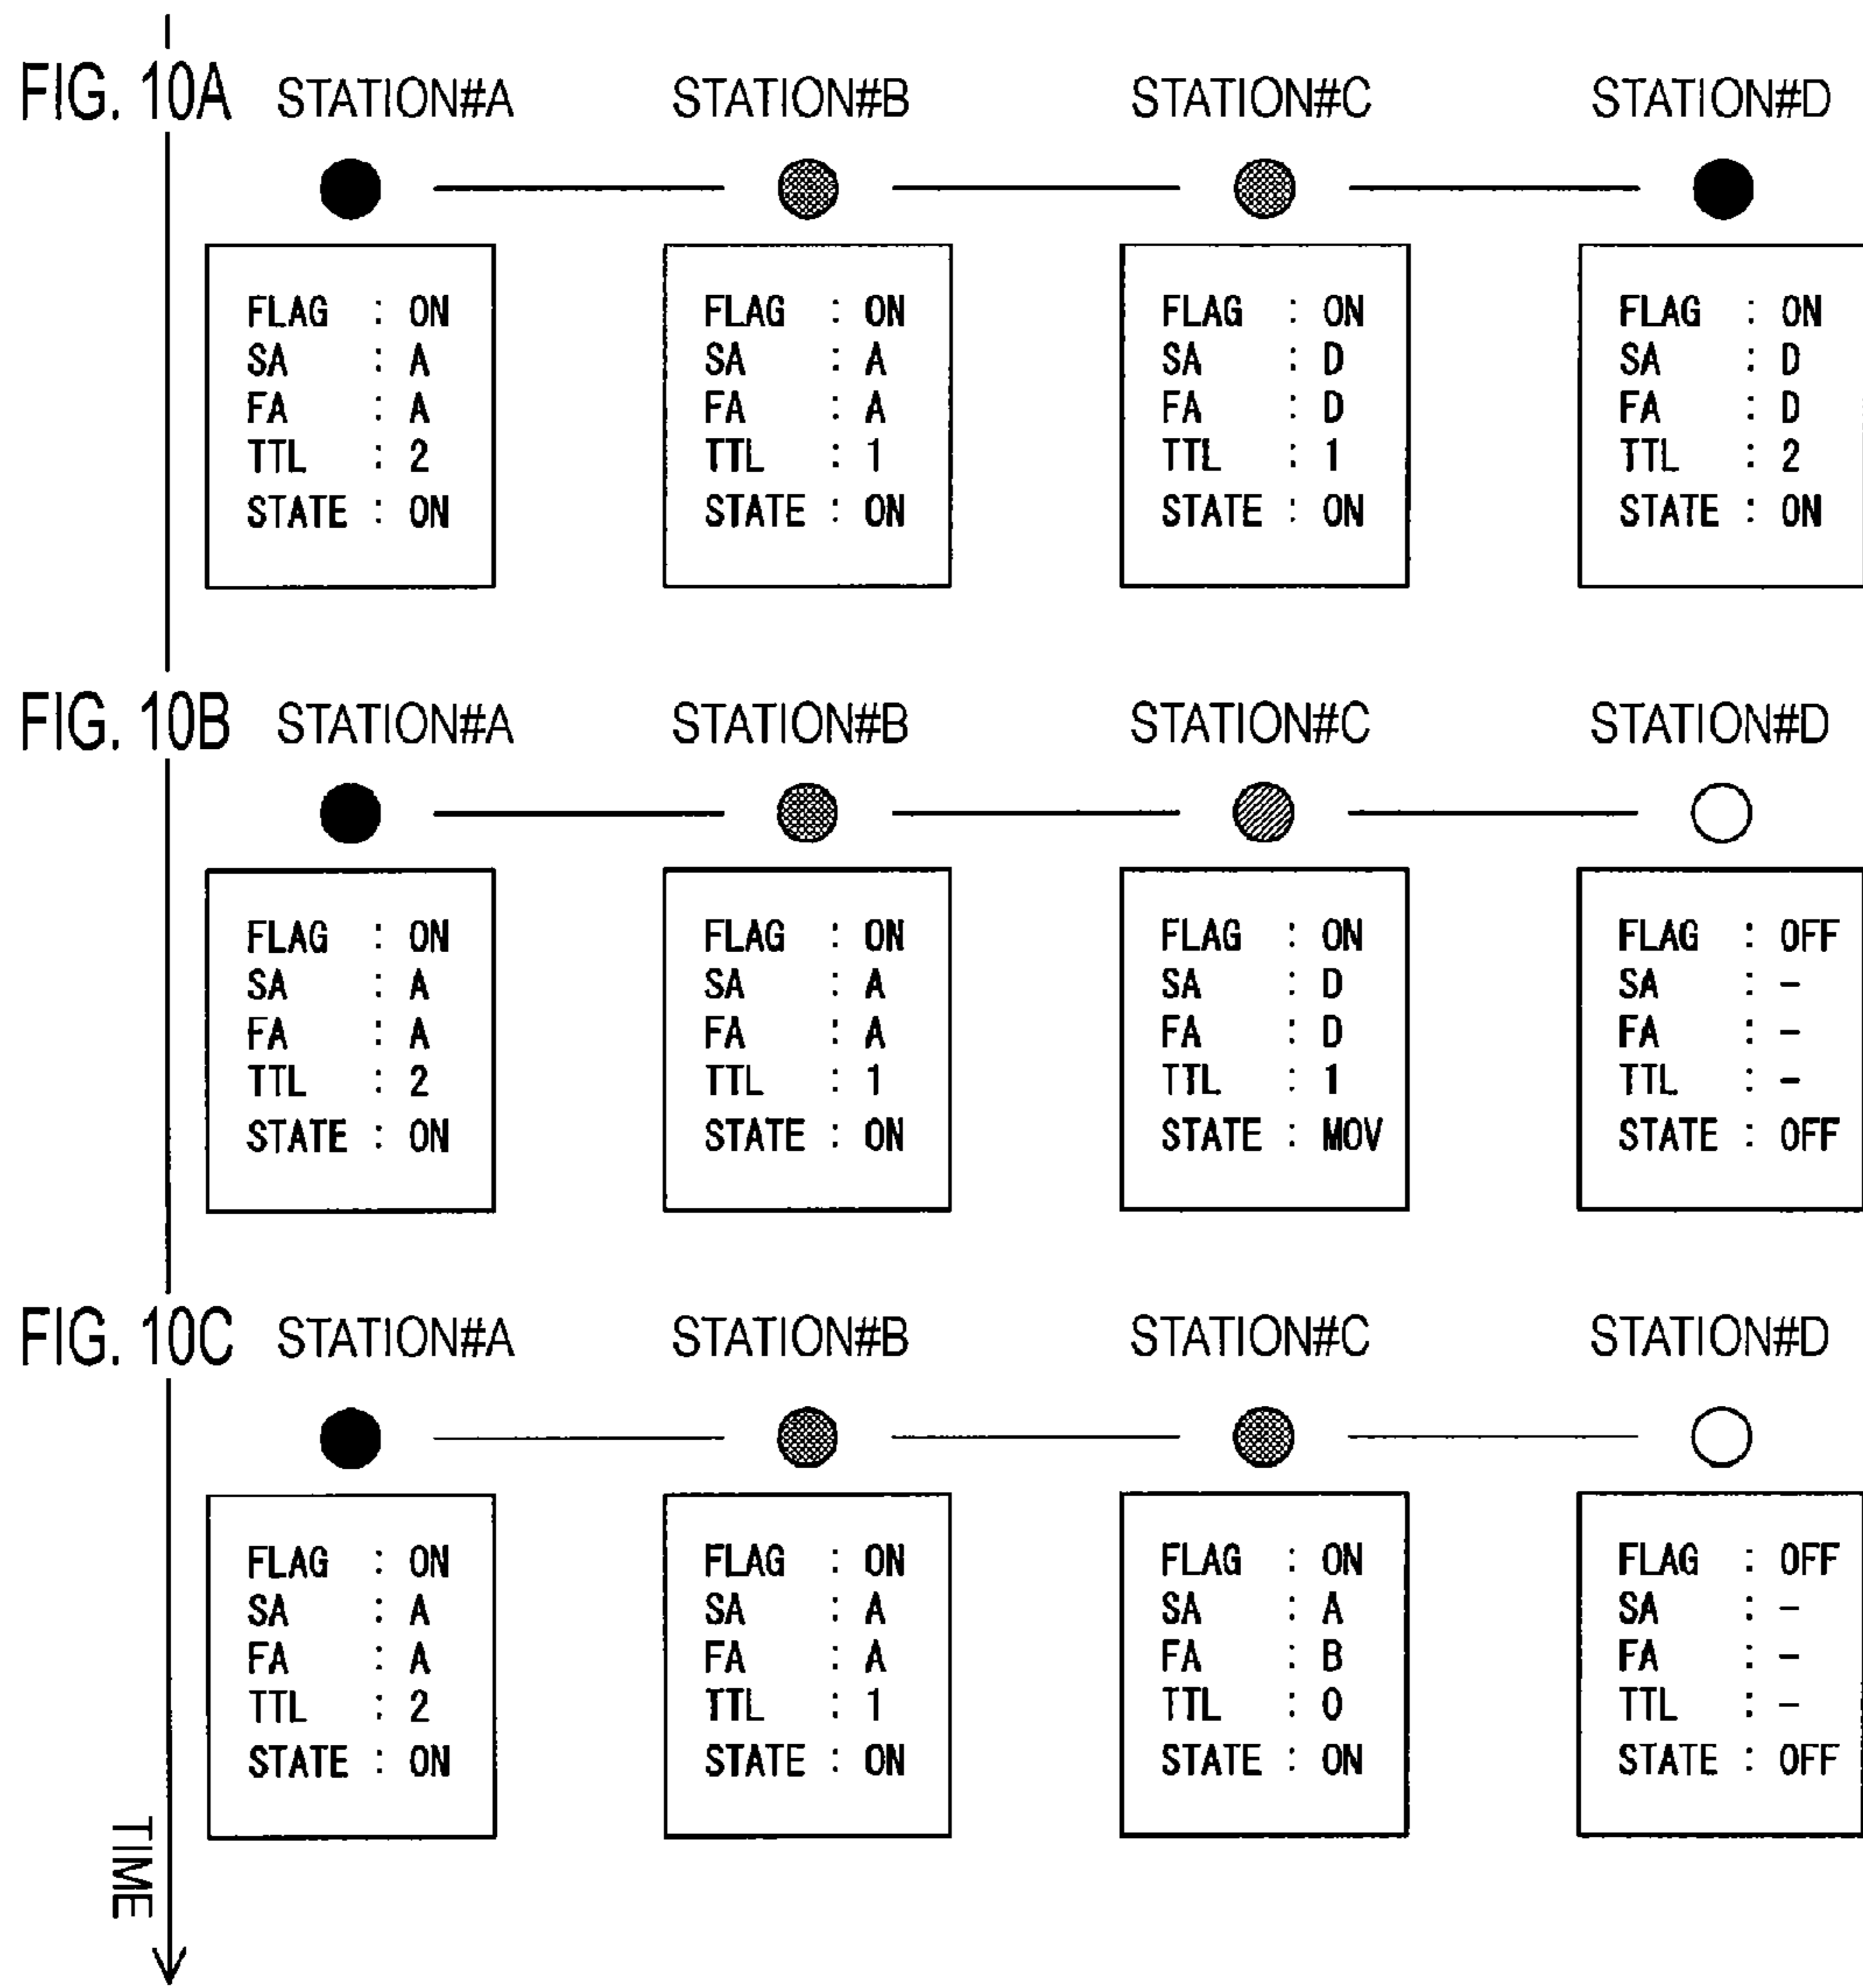 FIG. 10A STATION#A STATION#B STATION#C STATION#D
FLAG : ON FLAG : ON FLAG : ON FLAG : ON
SA : A SA : A SA : D SA : D
FA : A FA : A FA : D FA : D
TTL : 2 TTL : 1 TTL : 1 TTL : 2
STATE : ON STATE : ON STATE : ON STATE : ON
FIG. 10B STATION#A STATION#B STATION#C STATION#D
FLAG : ON FLAG : ON FLAG : ON FLAG : OFF
SA : A SA : A SA : D SA : -
FA : A FA : A FA : D FA : -
TTL : 2 TTL : 1 TTL : 1 TTL : -
STATE : ON STATE : ON STATE : MOV STATE : OFF
FIG. 10C STATION#A STATION#B STATION#C STATION#D
FLAG : ON FLAG : ON FLAG : ON FLAG : OFF
SA : A SA : A SA : A SA : -
FA : A FA : A FA : B FA : -
TTL : 2 TTL : 1 TTL : 0 TTL : -
STATE : ON STATE : ON STATE : ON STATE : OFF
TIME